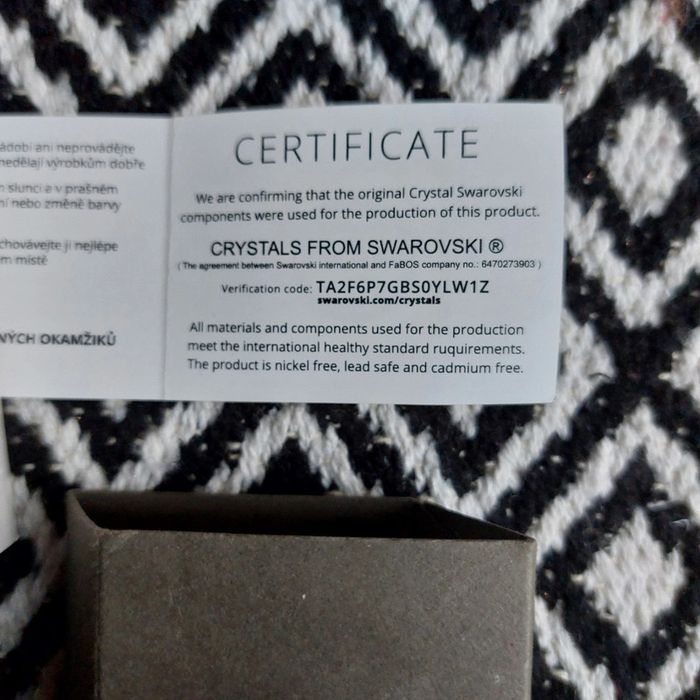 ádobí ani neprovádějte
nedělají výrobkům dobře
slunci a v prašném
ní nebo změně barvy
chovávejte ji nejlépe
m místě
NÝCH OKAMŽIKŮ
CERTIFICATE
We are confirming that the original Crystal Swarovski
components were used for the production of this product.
CRYSTALS FROM SWAROVSKI ®
( The agreement between Swarovski international and FaBOS company no.: 6470273903 )
Verification code: TA2F6P7GBS0YLW1Z
swarovski.com/crystals
All materials and components used for the production
meet the international healthy standard ruquirements.
The product is nickel free, lead safe and cadmium free.